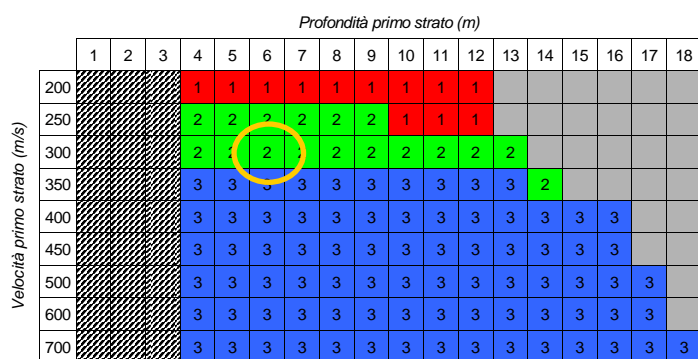 Profondità primo strato (m)
1 2 3 4 5 6 7 8 9 10 11 12 13 14 15 16 17 18
Velocità primo strato (m/s)
200 1 1 1 1 1 1 1 1 1
250 2 2 2 2 2 2 1 1 1
300 2 2 2 2 2 2 2 2 2 2
350 3 3 3 3 3 3 3 3 3 3 2
400 3 3 3 3 3 3 3 3 3 3 3 3 3
450 3 3 3 3 3 3 3 3 3 3 3 3 3
500 3 3 3 3 3 3 3 3 3 3 3 3 3 3
600 3 3 3 3 3 3 3 3 3 3 3 3 3 3
700 3 3 3 3 3 3 3 3 3 3 3 3 3 3 3